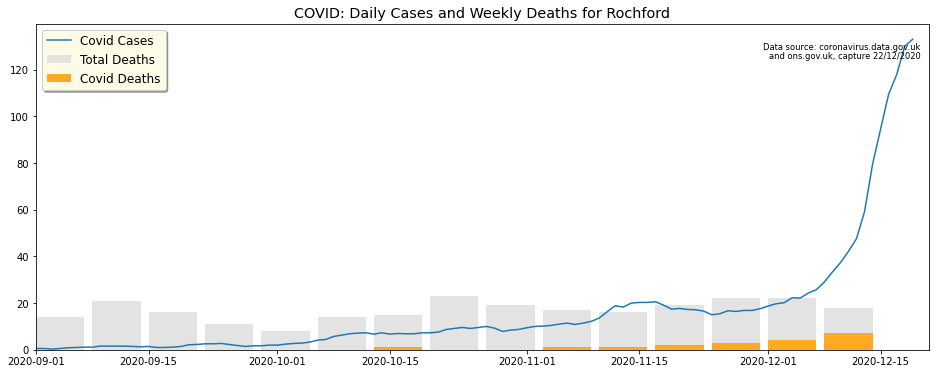 COVID: Daily Cases and Weekly Deaths for Rochford
Covid Cases
Total Deaths
Covid Deaths
Data source: coronavirus.data.gov.uk
and ons.gov.uk, capture 22/12/2020
120
100
80
60
40
20
0
2020-09-01 2020-09-15 2020-10-01 2020-10-15 2020-11-01 2020-11-15 2020-12-01 2020-12-15